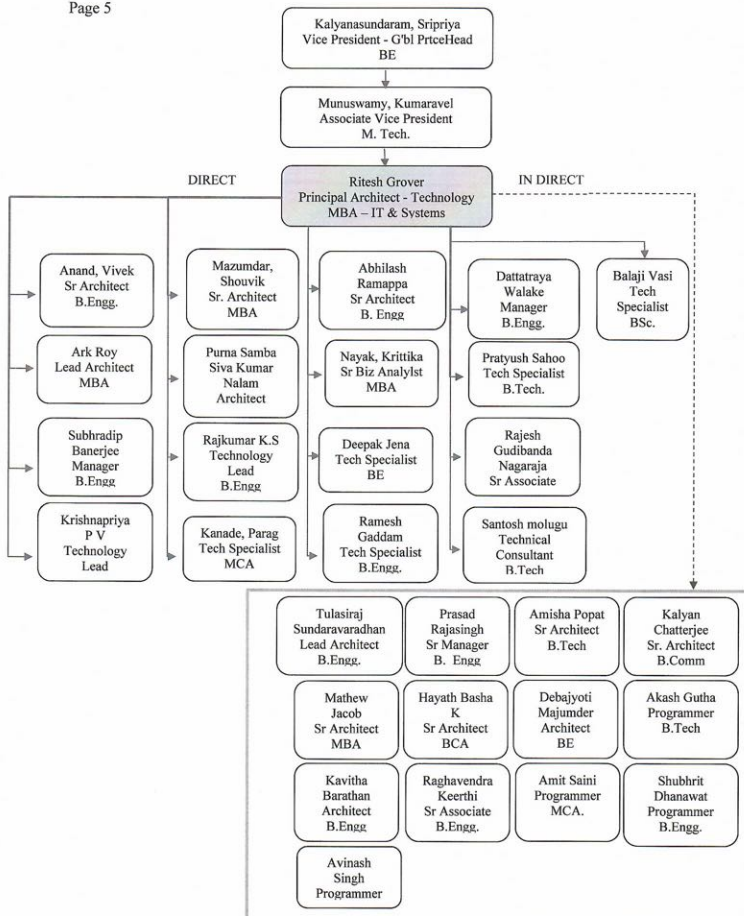 Page 5
Kalyanasundaram, Sripriya
Vice President - G'bl PrtceHead
BE
Munuswamy, Kumaravel
Associate Vice President
M. Tech.
DIRECT
IN DIRECT
Ritesh Grover
Principal Architect - Technology
MBA – IT & Systems
Anand, Vivek
Sr Architect
B.Engg.
Mazumdar,
Shouvik
Sr. Architect
MBA
Abhilash
Ramappa
Sr Architect
B. Engg
Dattatraya
Walake
Manager
B.Engg.
Balaji Vasi
Tech
Specialist
BSc.
Ark Roy
Lead Architect
MBA
Purna Samba
Siva Kumar
Nalam
Architect
Nayak, Krittika
Sr Biz Analylst
MBA
Pratyush Sahoo
Tech Specialist
B.Tech.
Subhradip
Banerjee
Manager
B.Engg
Rajkumar K.S
Technology
Lead
B.Engg
Deepak Jena
Tech Specialist
BE
Rajesh
Gudibanda
Nagaraja
Sr Associate
Krishnapriya
P V
Technology
Lead
Kanade, Parag
Tech Specialist
MCA
Ramesh
Gaddam
Tech Specialist
B.Engg.
Santosh molugu
Technical
Consultant
B.Tech
Tulasiraj
Sundaravaradhan
Lead Architect
B.Engg.
Prasad
Rajasingh
Sr Manager
B. Engg
Amisha Popat
Sr Architect
B.Tech
Kalyan
Chatterjee
Sr. Architect
B.Comm
Mathew
Jacob
Sr Architect
MBA
Hayath Basha
K
Sr Architect
BCA
Debajyoti
Majumder
Architect
BE
Akash Gutha
Programmer
B.Tech
Kavitha
Barathan
Architect
B.Engg
Raghavendra
Keerthi
Sr Associate
B.Engg.
Amit Saini
Programmer
MCA.
Shubhrit
Dhanawat
Programmer
B.Engg.
Avinash
Singh
Programmer